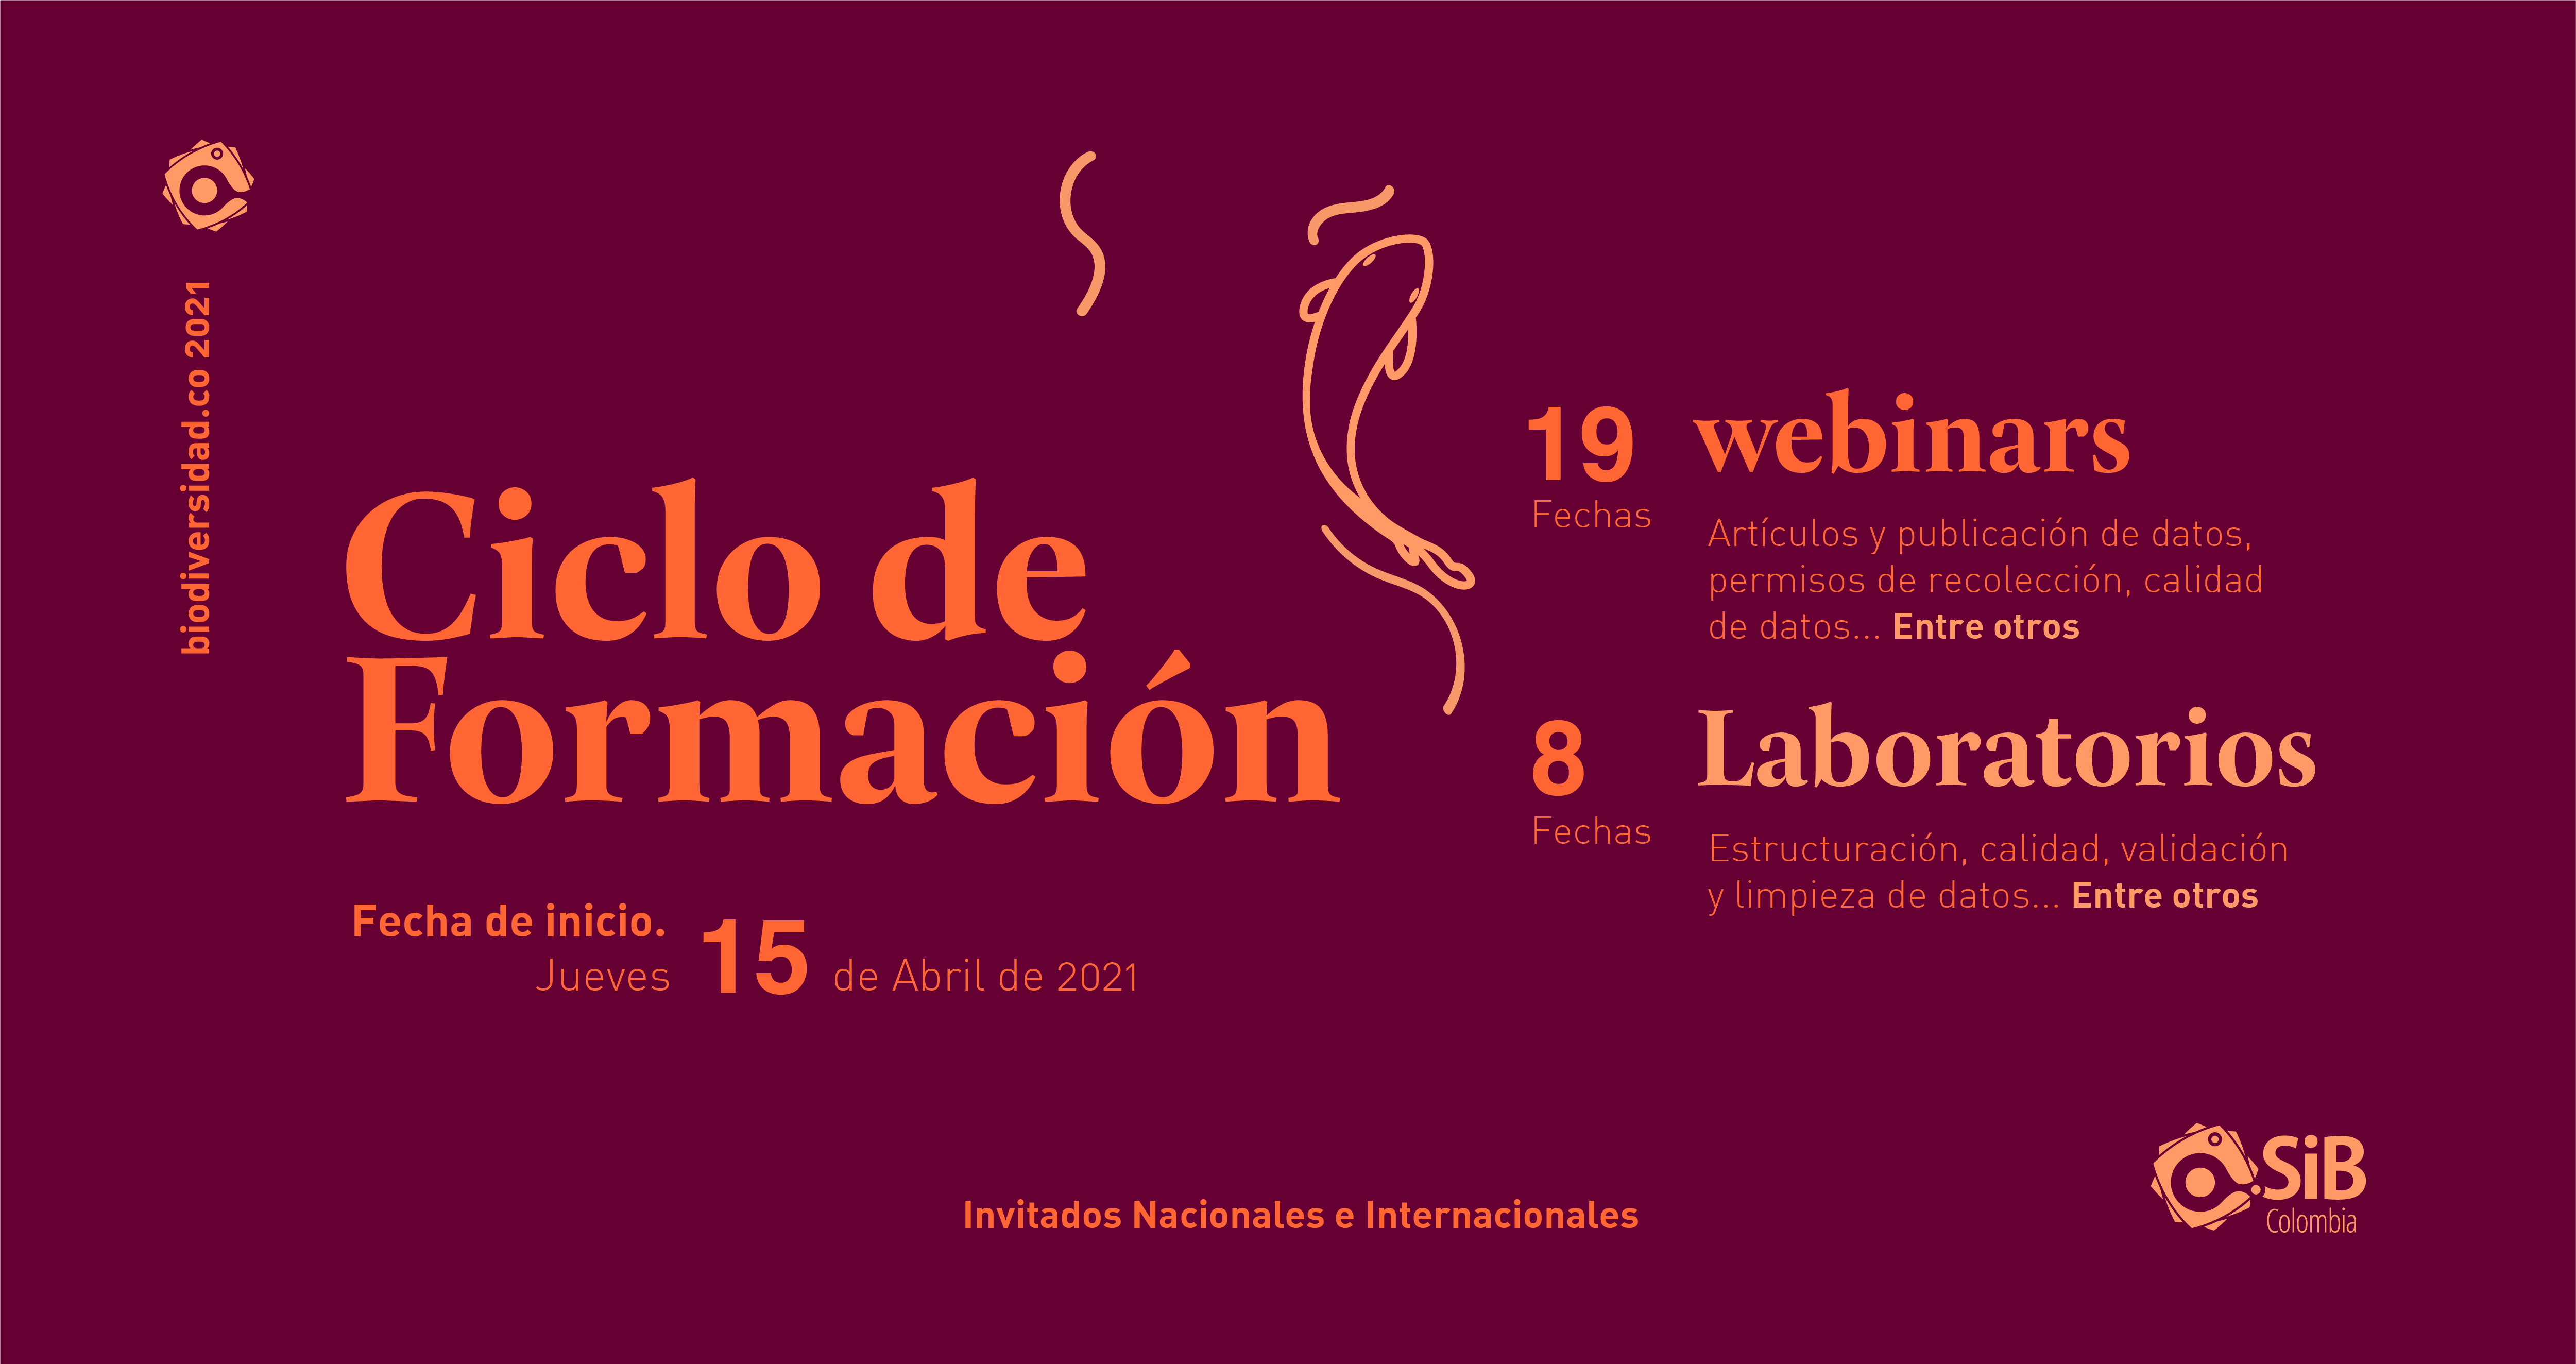 biodiversidad.co 2021
Ciclo de
Formación
Fecha de inicio.
Jueves 15 de Abril de 2021
19 webinars
Fechas
Artículos y publicación de datos,
permisos de recolección, calidad
de datos... Entre otros
8 Laboratorios
Fechas
Estructuración, calidad, validación
y limpieza de datos... Entre otros
Invitados Nacionales e Internacionales
SiB
Colombia